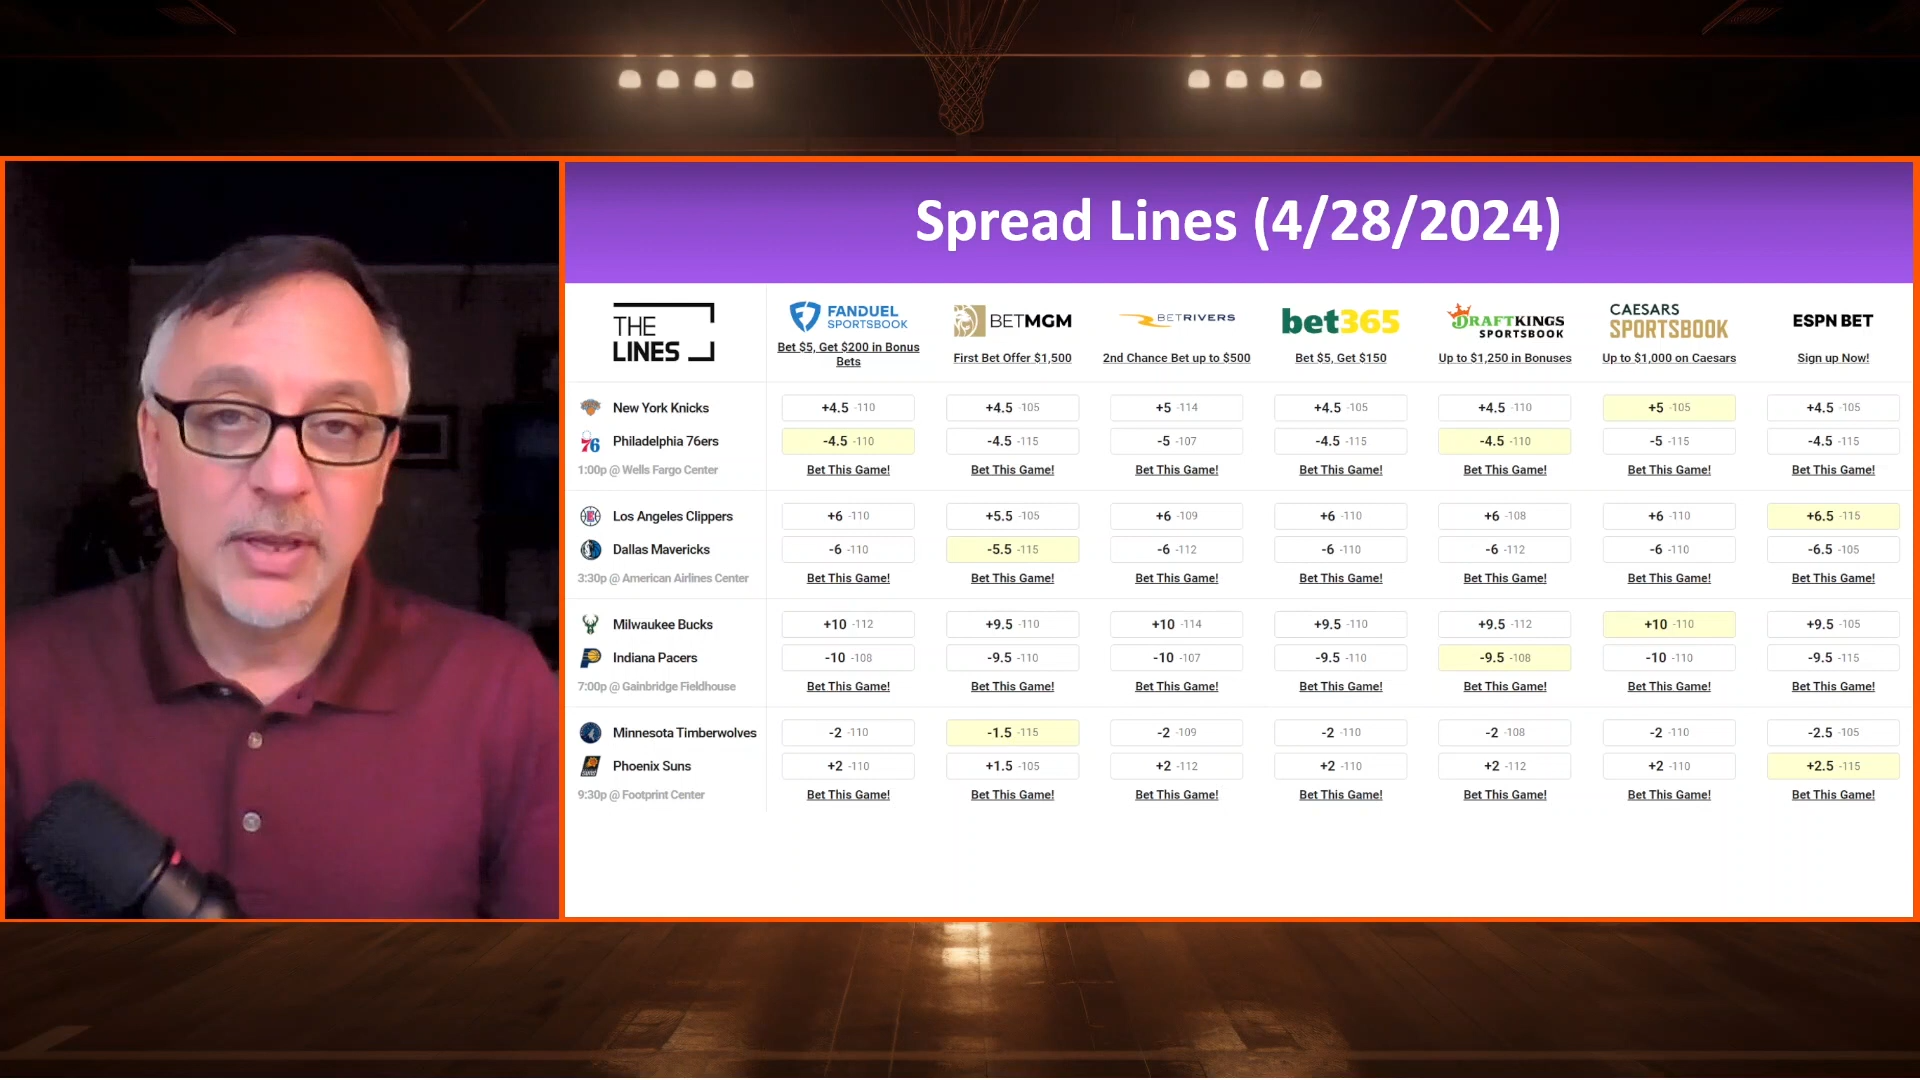 Spread Lines (4/28/2024)
THE LINES
FANDUEL SPORTSBOOK
Bet $5, Get $200 in Bonus Bets
BETMGM
First Bet Offer $1,500
BETRIVERS
2nd Chance Bet up to $500
bet365
Bet $5, Get $150
DRAFTKINGS SPORTSBOOK
Up to $1,250 in Bonuses
CAESARS SPORTSBOOK
Up to $1,000 on Caesars
ESPN BET
Sign up Now!
New York Knicks +4.5 -110 +4.5 -105 +5 -114 +4.5 -105 +4.5 -110 +5 -105 +4.5 -105
76 Philadelphia 76ers -4.5 -110 -4.5 -115 -5 -107 -4.5 -115 -4.5 -110 -5 -115 -4.5 -115
1:00p @ Wells Fargo Center Bet This Game! Bet This Game! Bet This Game! Bet This Game! Bet This Game! Bet This Game! Bet This Game!
Los Angeles Clippers +6 -110 +5.5 -105 +6 -109 +6 -110 +6 -108 +6 -110 +6.5 -115
Dallas Mavericks -6 -110 -5.5 -115 -6 -112 -6 -110 -6 -112 -6 -110 -6.5 -105
3:30p @ American Airlines Center Bet This Game! Bet This Game! Bet This Game! Bet This Game! Bet This Game! Bet This Game! Bet This Game!
Milwaukee Bucks +10 -112 +9.5 -110 +10 -114 +9.5 -110 +9.5 -112 +10 -110 +9.5 -105
Indiana Pacers -10 -108 -9.5 -110 -10 -107 -9.5 -110 -9.5 -108 -10 -110 -9.5 -115
7:00p @ Gainbridge Fieldhouse Bet This Game! Bet This Game! Bet This Game! Bet This Game! Bet This Game! Bet This Game! Bet This Game!
Minnesota Timberwolves -2 -110 -1.5 -115 -2 -109 -2 -110 -2 -108 -2 -110 -2.5 -105
Phoenix Suns +2 -110 +1.5 -105 +2 -112 +2 -110 +2 -112 +2 -110 +2.5 -115
9:30p @ Footprint Center Bet This Game! Bet This Game! Bet This Game! Bet This Game! Bet This Game! Bet This Game! Bet This Game!